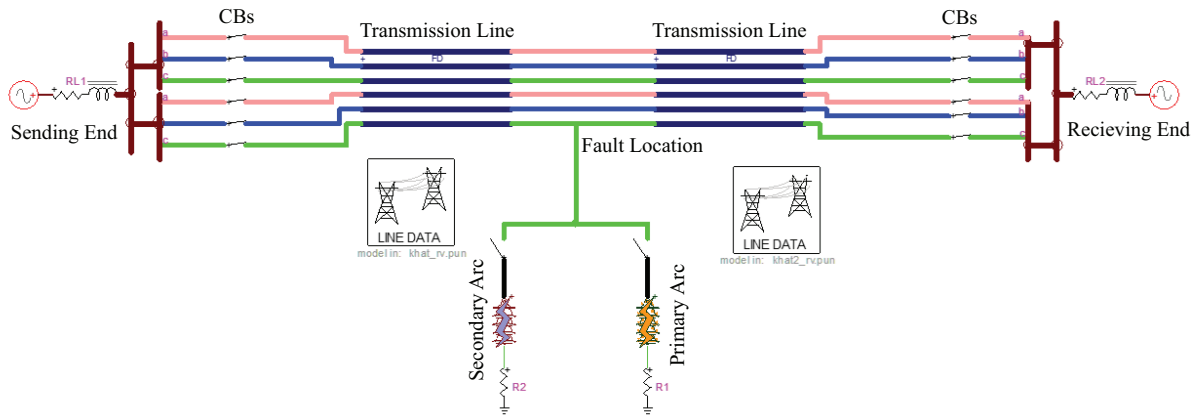 CBs
Transmission Line
Transmission Line
CBs
a
b
c
a
b
c
FD
FD
a
b
c
a
b
c
RL1
RL2
Sending End
Recieving End
Fault Location
LINE DATA
model in: khat_rv.pun
LINE DATA
model in: khat2_rv.pun
Secondary Arc
Primary Arc
R2
R1